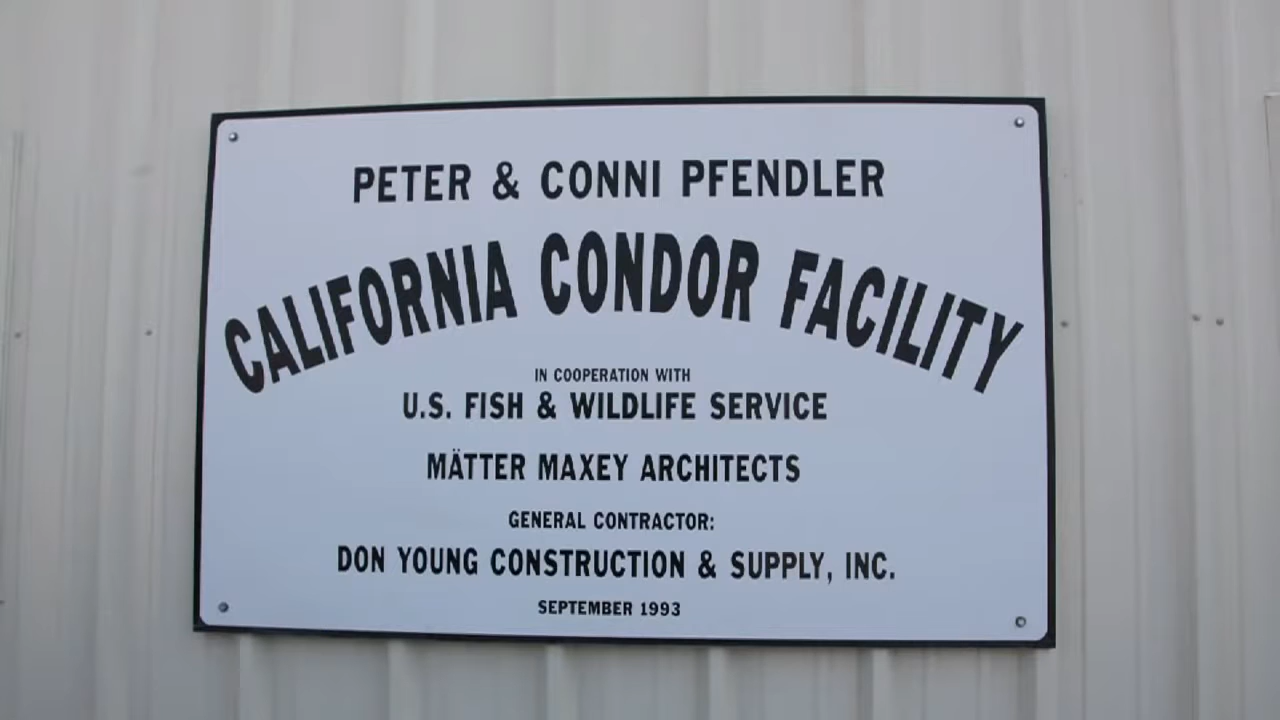 PETER & CONNI PFENDLER
CALIFORNIA CONDOR FACILITY
IN COOPERATION WITH
U.S. FISH & WILDLIFE SERVICE
MÄTTER MAXEY ARCHITECTS
GENERAL CONTRACTOR:
DON YOUNG CONSTRUCTION & SUPPLY, INC.
SEPTEMBER 1993